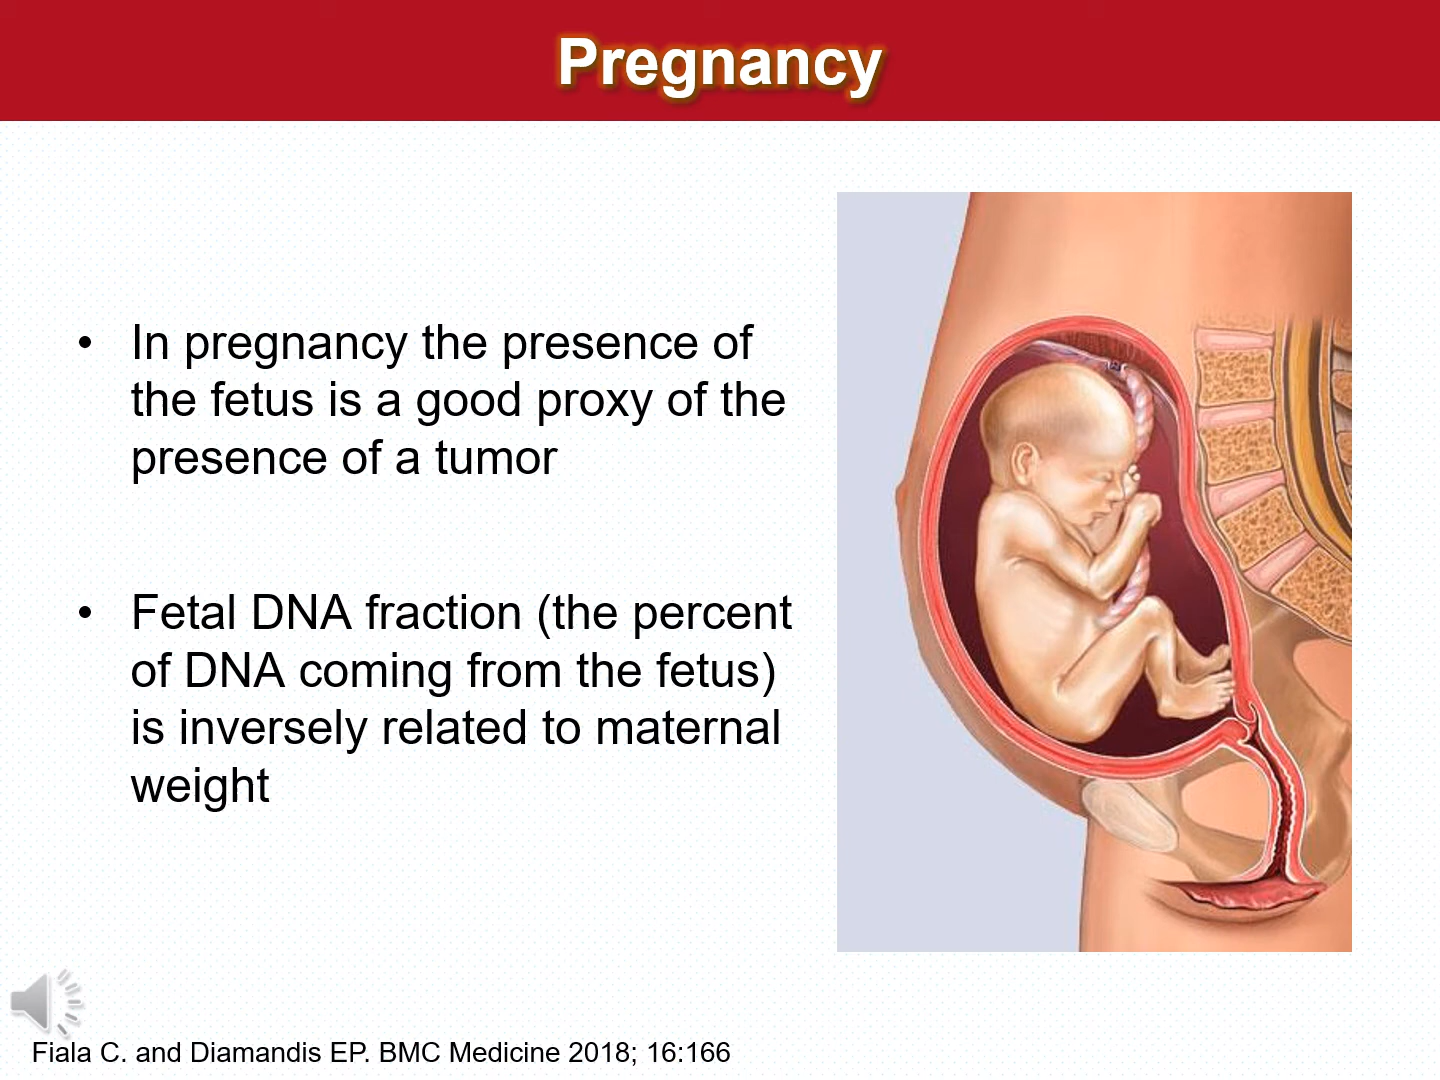 Pregnancy
• In pregnancy the presence of
the fetus is a good proxy of the
presence of a tumor
• Fetal DNA fraction (the percent
of DNA coming from the fetus)
is inversely related to maternal
weight
Fiala C. and Diamandis EP. BMC Medicine 2018; 16:166